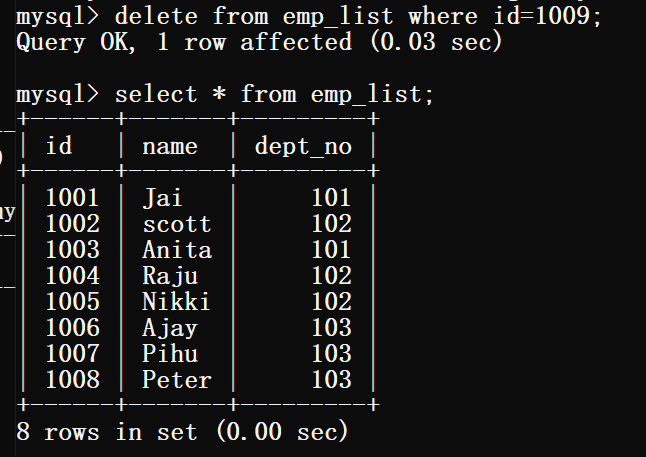 mysql> delete from emp_list where id=1009;
Query OK, 1 row affected (0.03 sec)
mysql> select * from emp_list;
+------+-------+---------+
| id   | name  | dept_no |
+------+-------+---------+
| 1001 | Jai   |     101 |
| 1002 | scott |     102 |
| 1003 | Anita |     101 |
| 1004 | Raju  |     102 |
| 1005 | Nikki |     102 |
| 1006 | Ajay  |     103 |
| 1007 | Pihu  |     103 |
| 1008 | Peter |     103 |
+------+-------+---------+
8 rows in set (0.00 sec)